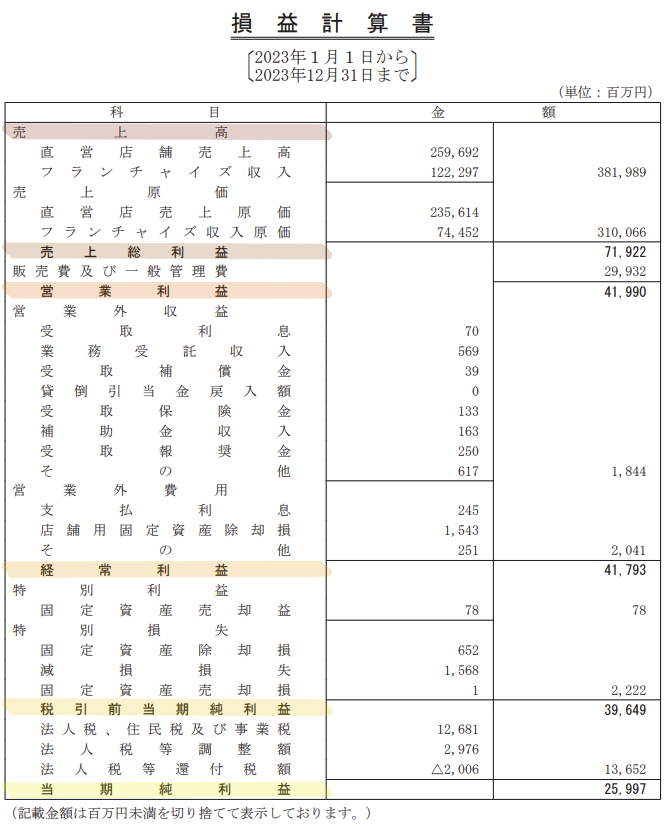 損益計算書
2023年1月1日から
2023年12月31日まで
(単位:百万円)
科目 金額
売上高
直営店舗売上高 259,692
フランチャイズ収入 122,297 381,989
売上原価
直営店売上原価 235,614
フランチャイズ収入原価 74,452 310,066
売上総利益 71,922
販売費及び一般管理費 29,932
営業利益 41,990
営業外収益
受取利息 70
業務受託収入 569
受取補償金 39
貸倒引当金戻入額 0
受取保険金 133
補助金収入 163
受取報奨金 250
その他 617 1,844
営業外費用
支払利息 245
店舗用固定資産除却損 1,543
その他 251 2,041
経常利益 41,793
特別利益
固定資産売却益 78 78
特別損失
固定資産除却損 652
減損損失 1,568
固定資産売却損 1 2,222
税引前当期純利益 39,649
法人税、住民税及び事業税 12,681
法人税等調整額 2,976
法人税等還付税額 △2,006 13,652
当期純利益 25,997
(記載金額は百万円未満を切り捨てて表示しております。)